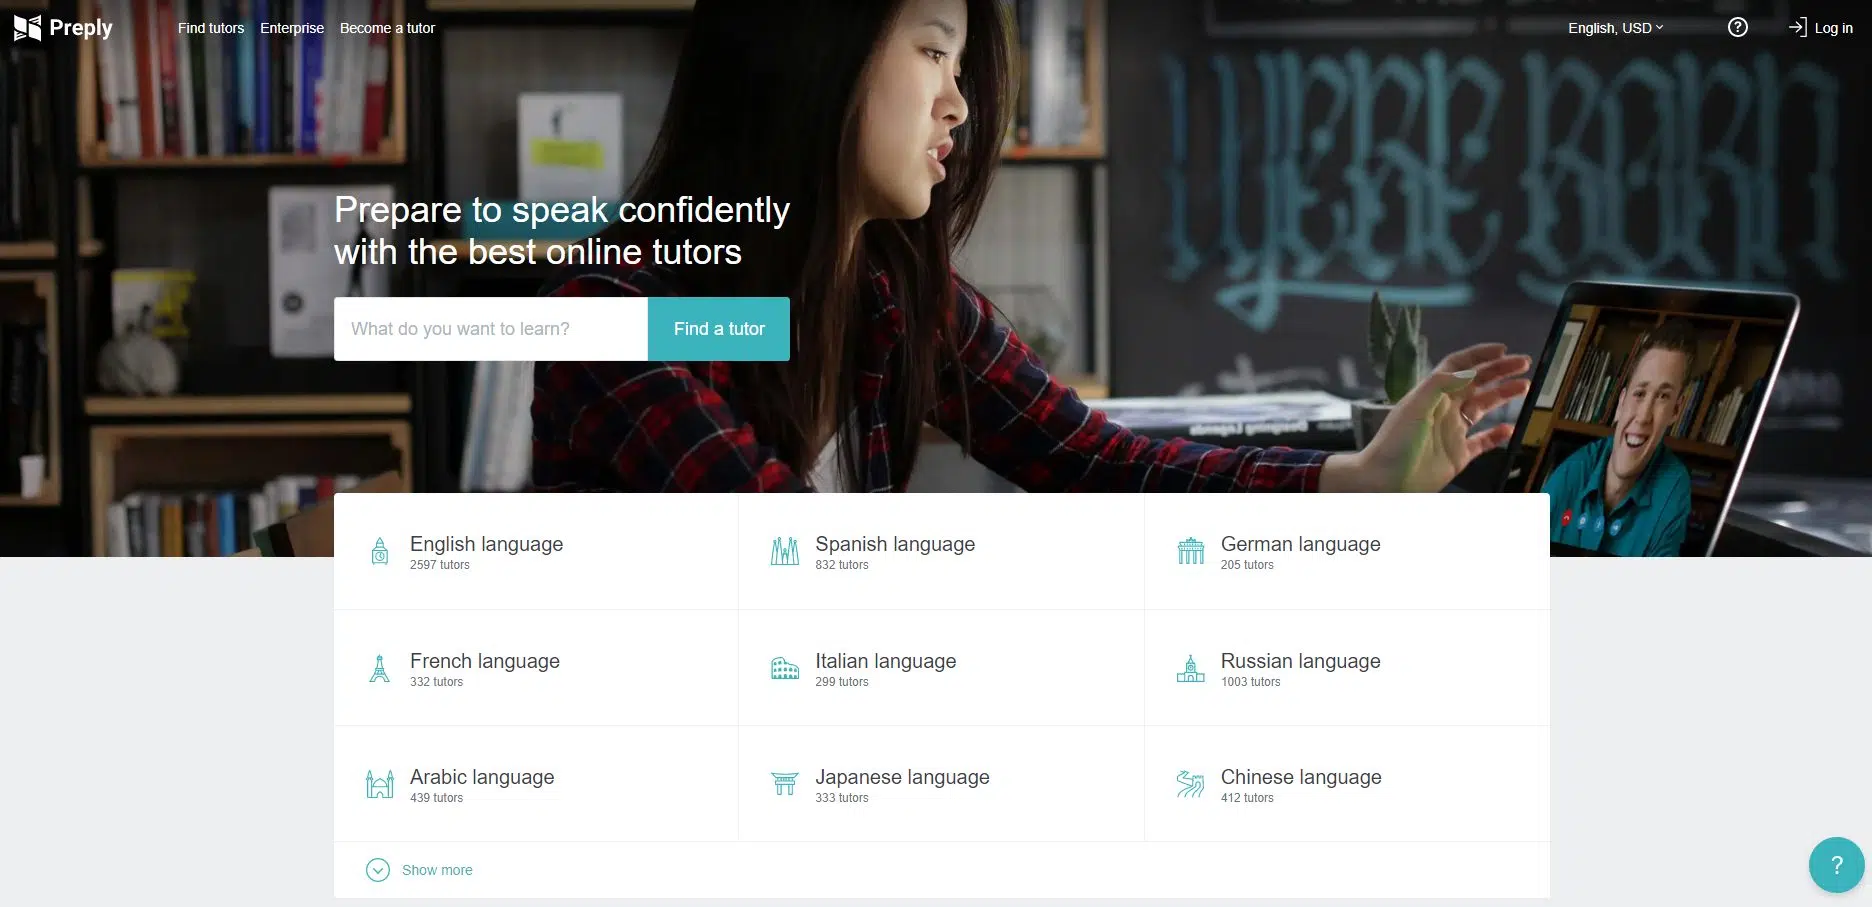 Preply
Find tutors Enterprise Become a tutor
English, USD
Log in
WERE BORN
Prepare to speak confidently
with the best online tutors
What do you want to learn?
Find a tutor
English language
2597 tutors
Spanish language
832 tutors
German language
205 tutors
French language
332 tutors
Italian language
299 tutors
Russian language
1003 tutors
Arabic language
439 tutors
Japanese language
333 tutors
Chinese language
412 tutors
Show more
?